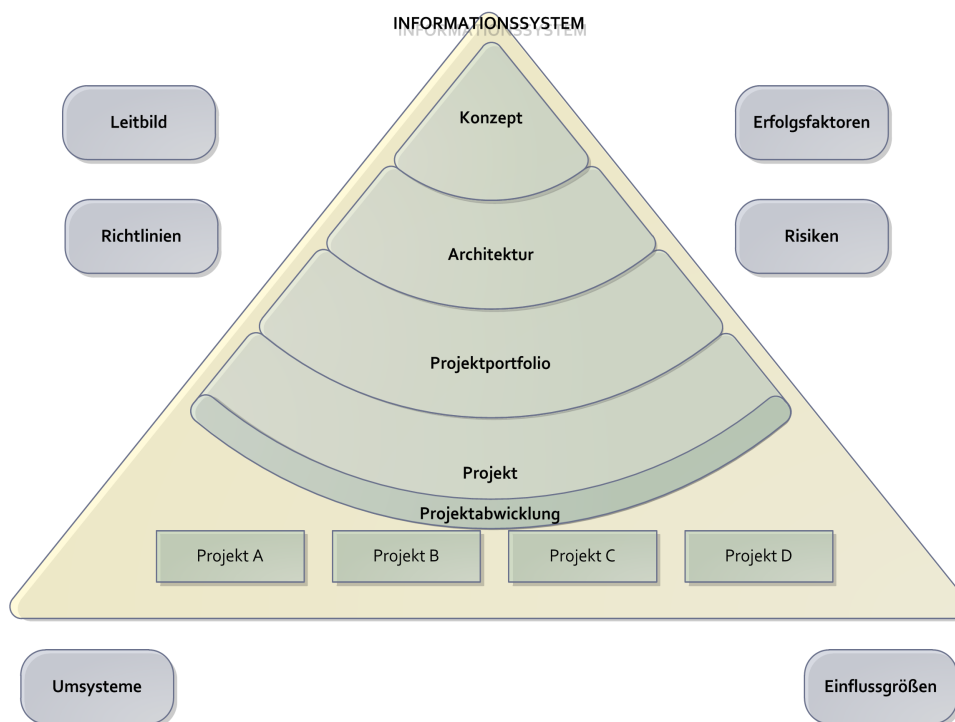 INFORMATIONSSYSTEM
Konzept
Leitbild
Erfolgsfaktoren
Richtlinien
Risiken
Architektur
Projektportfolio
Projekt
Projektabwicklung
Projekt A
Projekt B
Projekt C
Projekt D
Umsysteme
Einflussgrößen